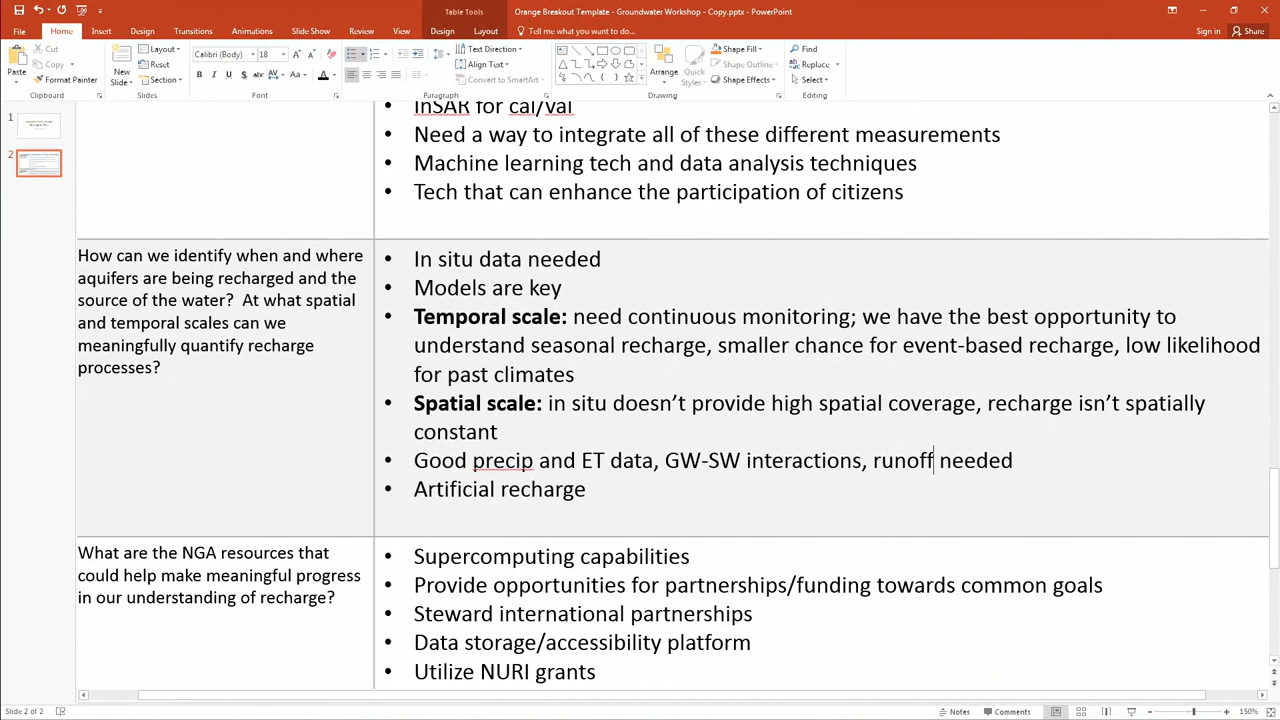 Table Tools
Orange Breakout Template - Groundwater Workshop - Copy.pptx - PowerPoint
File Home Insert Design Transitions Animations Slide Show Review View Design Layout Tell me what you want to do... Sign in Share
Paste Cut Copy Format Painter
Clipboard
New Slide Layout Reset Section
Slides
Calibri (Body) 18
B I U S abc AV Aa A
Font
Text Direction Align Text Convert to SmartArt
Paragraph
Arrange Quick Styles Shape Fill Shape Outline Shape Effects
Drawing
Find Replace Select
Editing
1
2
• InSAR for cal/val
• Need a way to integrate all of these different measurements
• Machine learning tech and data analysis techniques
• Tech that can enhance the participation of citizens
How can we identify when and where
aquifers are being recharged and the
source of the water?  At what spatial
and temporal scales can we
meaningfully quantify recharge
processes?
• In situ data needed
• Models are key
• Temporal scale: need continuous monitoring; we have the best opportunity to
understand seasonal recharge, smaller chance for event-based recharge, low likelihood
for past climates
• Spatial scale: in situ doesn’t provide high spatial coverage, recharge isn’t spatially
constant
• Good precip and ET data, GW-SW interactions, runoff needed
• Artificial recharge
What are the NGA resources that
could help make meaningful progress
in our understanding of recharge?
• Supercomputing capabilities
• Provide opportunities for partnerships/funding towards common goals
• Steward international partnerships
• Data storage/accessibility platform
• Utilize NURI grants
Slide 2 of 2 Notes Comments 150%